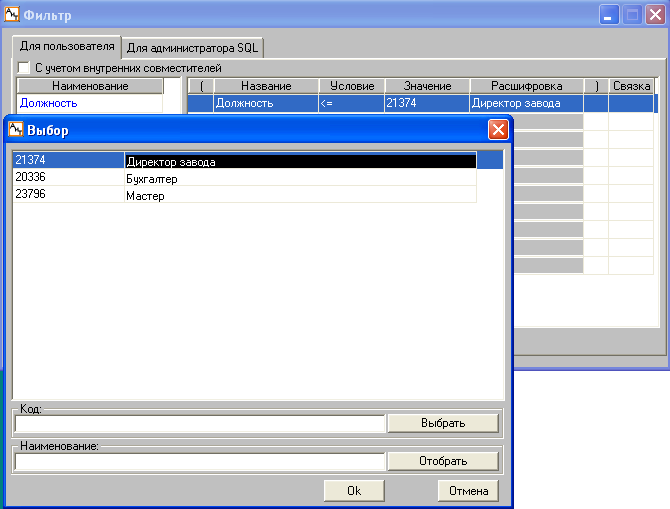 Фильтр
Для пользователя Для администратора SQL
С учетом внутренних совместителей
Наименование ( Название Условие Значение Расшифровка ) Связка
Должность Должность <= 21374 Директор завода
Выбор
21374 Директор завода
20336 Бухгалтер
23796 Мастер
Код:
Выбрать
Наименование:
Отобрать
Ok Отмена